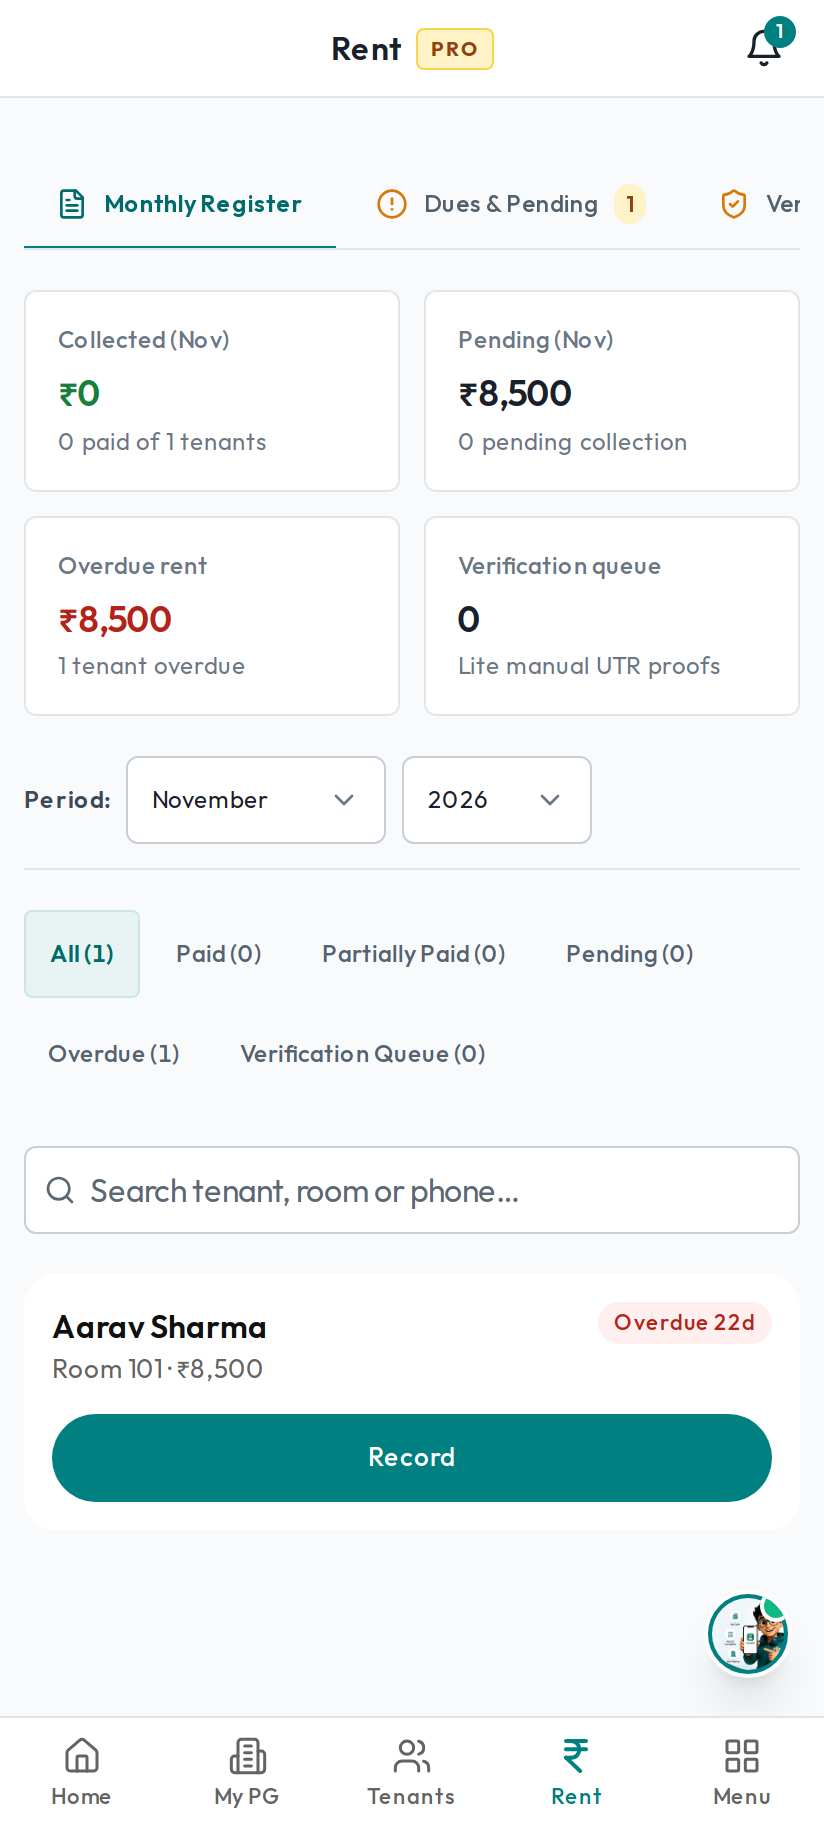 Rent PRO
1
Monthly Register
Dues & Pending 1
Ver
Collected (Nov)
₹0
0 paid of 1 tenants
Pending (Nov)
₹8,500
0 pending collection
Overdue rent
₹8,500
1 tenant overdue
Verification queue
0
Lite manual UTR proofs
Period: November 2026
All (1) Paid (0) Partially Paid (0) Pending (0)
Overdue (1) Verification Queue (0)
Search tenant, room or phone...
Aarav Sharma
Overdue 22d
Room 101 · ₹8,500
Record
Home My PG Tenants Rent Menu